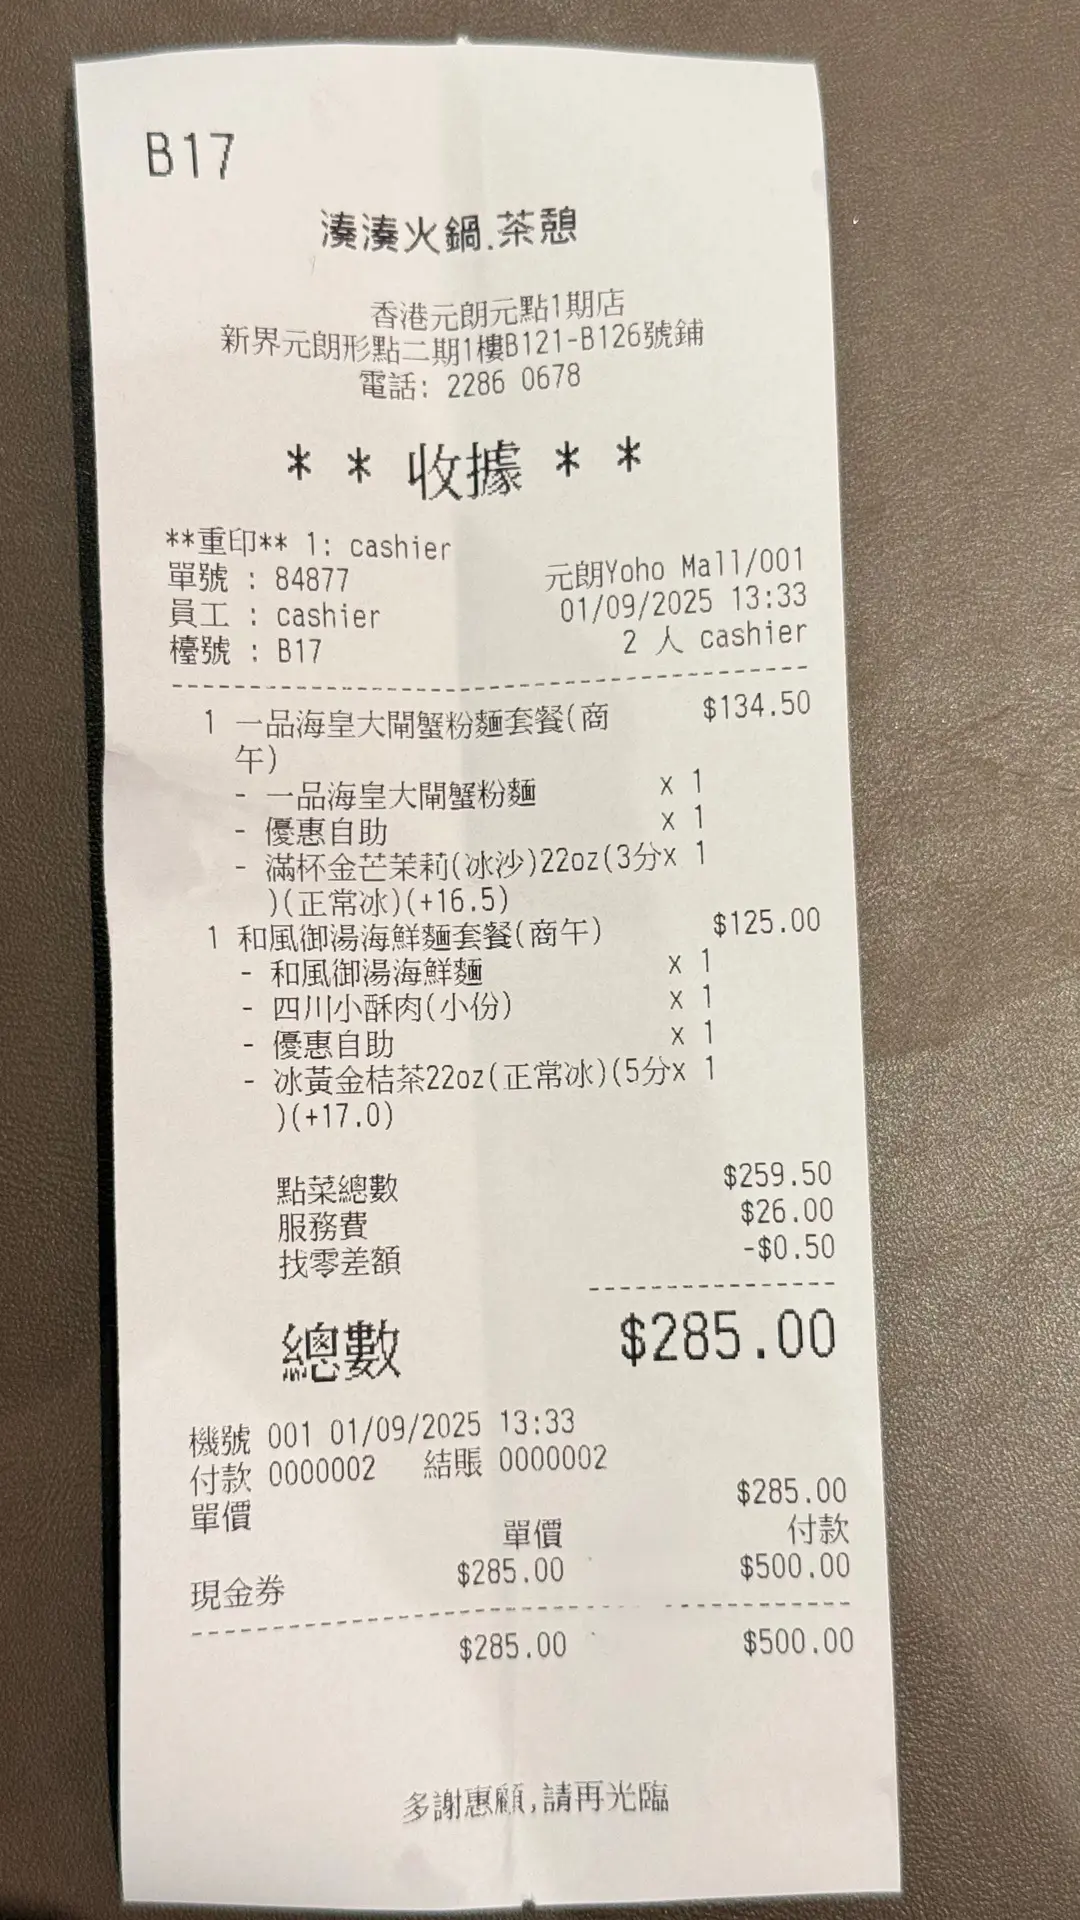 B17
湊湊火鍋.茶憩
香港元朗元點1期店
新界元朗形點二期1樓B121-B126號鋪
電話: 2286 0678
* * 收據 * *
**重印** 1: cashier
單號 : 84877 元朗Yoho Mall/001
員工 : cashier 01/09/2025 13:33
檯號 : B17 2 人 cashier
1 一品海皇大閘蟹粉麵套餐(商 $134.50
午)
- 一品海皇大閘蟹粉麵 x 1
- 優惠自助 x 1
- 滿杯金芒茉莉(冰沙)22oz(3分x 1
)(正常冰)(+16.5)
1 和風御湯海鮮麵套餐(商午) $125.00
- 和風御湯海鮮麵 x 1
- 四川小酥肉(小份) x 1
- 優惠自助 x 1
- 冰黃金桔茶22oz(正常冰)(5分x 1
)(+17.0)
點菜總數 $259.50
服務費 $26.00
找零差額 -$0.50
總數 $285.00
機號 001 01/09/2025 13:33
付款 0000002 結賬 0000002
單價 $285.00
單價 付款
現金券 $285.00 $500.00
$285.00 $500.00
多謝惠顧,請再光臨